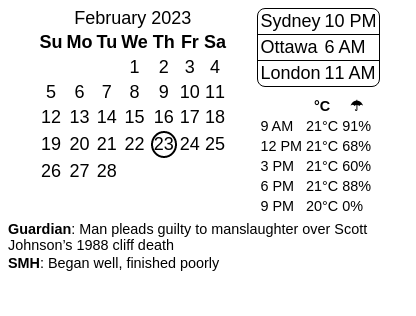 February 2023
Su Mo Tu We Th Fr Sa
1 2 3 4
5 6 7 8 9 10 11
12 13 14 15 16 17 18
19 20 21 22 23 24 25
26 27 28
Sydney 10 PM
Ottawa 6 AM
London 11 AM
°C ☂
9 AM 21°C 91%
12 PM 21°C 68%
3 PM 21°C 60%
6 PM 21°C 88%
9 PM 20°C 0%
Guardian: Man pleads guilty to manslaughter over Scott
Johnson's 1988 cliff death
SMH: Began well, finished poorly